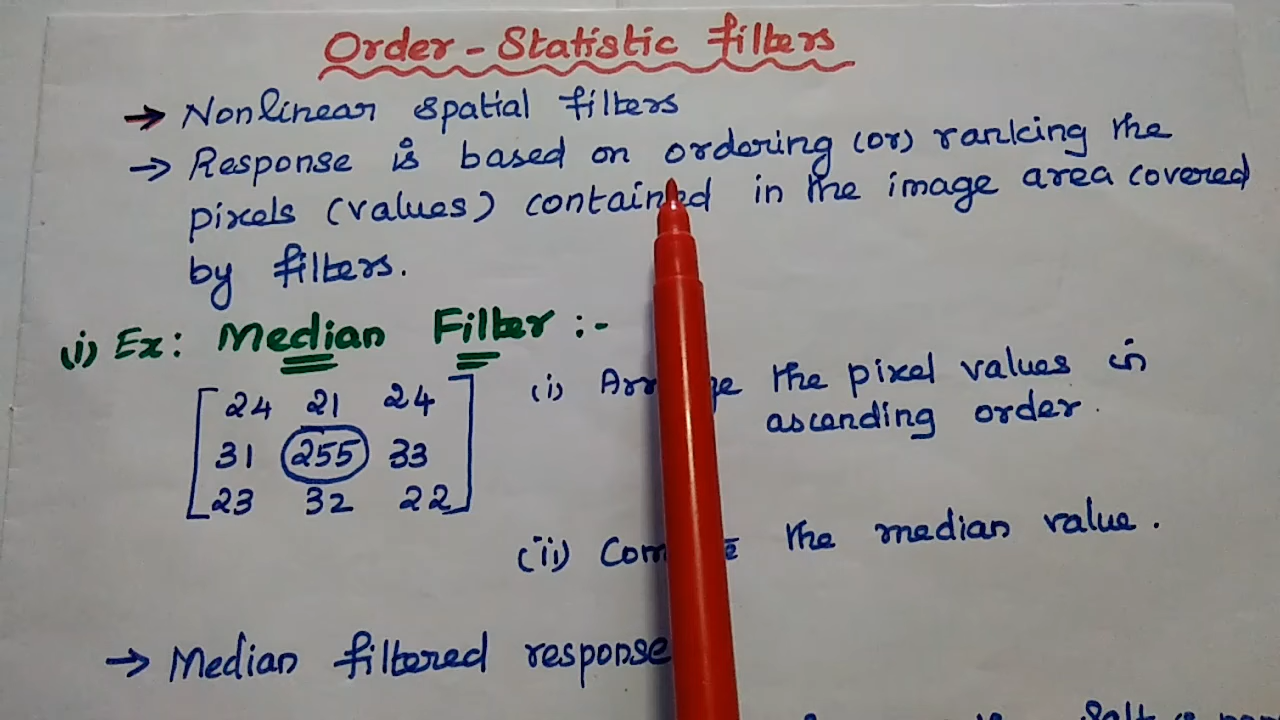 Order-Statistic Filters
→ Nonlinear spatial filters
→ Response is based on ordering (or) ranking the
pixels (values) contained in the image area covered
by filters.
(i) Ex: Median Filter :-
24 21 24
31 255 33
23 32 22
(i) the pixel values in
ascending order.
(ii) the median value.
→ Median filtered response